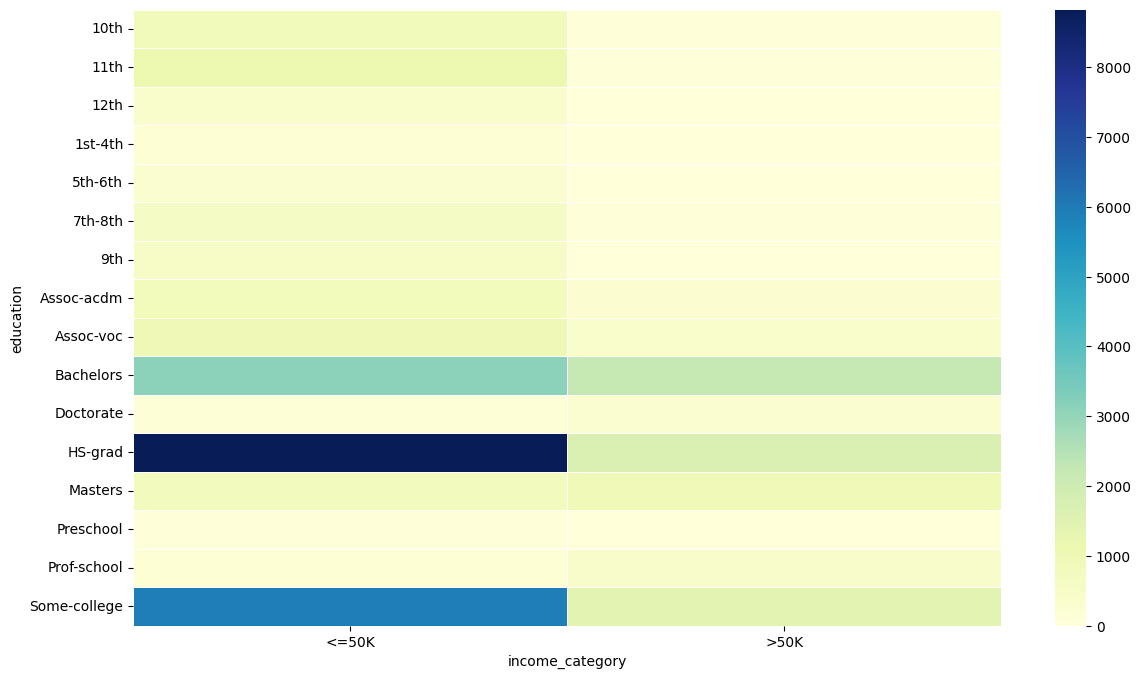 10th
11th
12th
1st-4th
5th-6th
7th-8th
9th
Assoc-acdm
Assoc-voc
Bachelors
Doctorate
HS-grad
Masters
Preschool
Prof-school
Some-college
education
<=50K
>50K
income_category
8000
7000
6000
5000
4000
3000
2000
1000
0